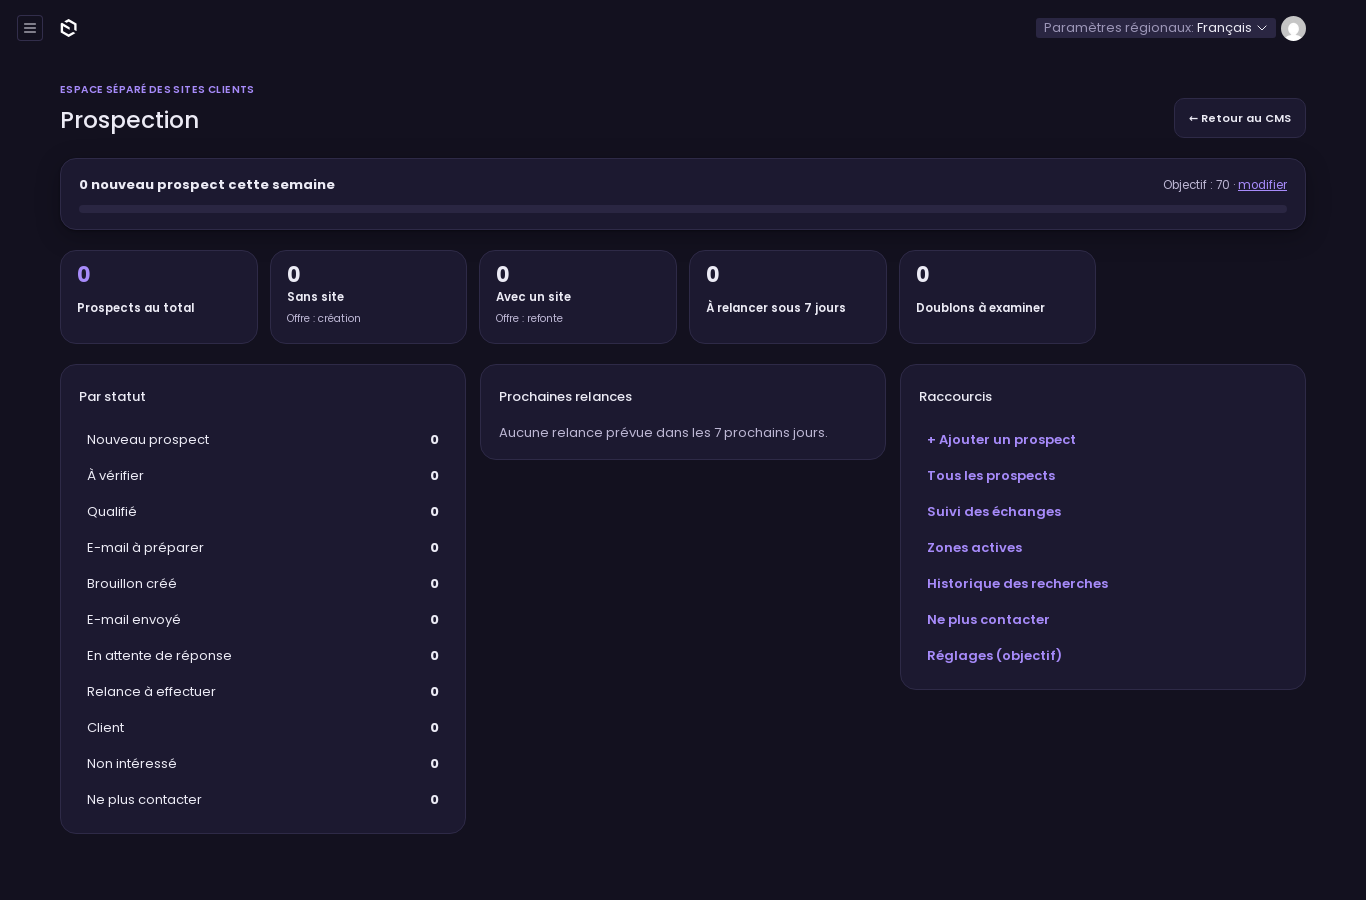 Paramètres régionaux: Français
ESPACE SÉPARÉ DES SITES CLIENTS
Prospection
← Retour au CMS
0 nouveau prospect cette semaine
Objectif : 70 · modifier
0
Prospects au total
0
Sans site
Offre : création
0
Avec un site
Offre : refonte
0
À relancer sous 7 jours
0
Doublons à examiner
Par statut
Nouveau prospect 0
À vérifier 0
Qualifié 0
E-mail à préparer 0
Brouillon créé 0
E-mail envoyé 0
En attente de réponse 0
Relance à effectuer 0
Client 0
Non intéressé 0
Ne plus contacter 0
Prochaines relances
Aucune relance prévue dans les 7 prochains jours.
Raccourcis
+ Ajouter un prospect
Tous les prospects
Suivi des échanges
Zones actives
Historique des recherches
Ne plus contacter
Réglages (objectif)